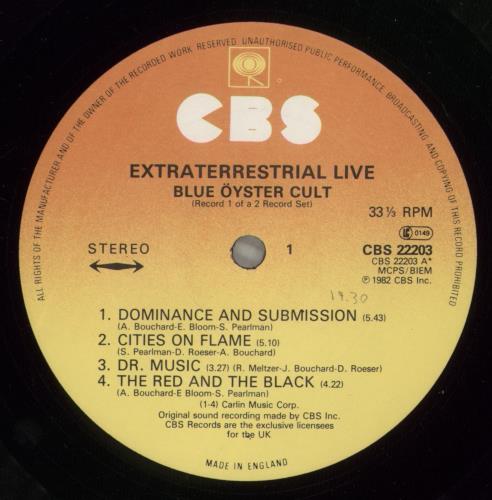 ALL RIGHTS OF THE MANUFACTURER AND OF THE OWNER OF THE RECORDED WORK RESERVED. UNAUTHORISED PUBLIC PERFORMANCE, BROADCASTING AND COPYING OF THIS RECORD PROHIBITED
CBS
EXTRATERRESTRIAL LIVE
BLUE ÖYSTER CULT
(Record 1 of a 2 Record Set)
33⅓ RPM
LC 0149
STEREO
1
CBS 22203
CBS 22203 A*
MCPS/BIEM
℗ 1982 CBS Inc.
19.30
1. DOMINANCE AND SUBMISSION (5.43)
(A. Bouchard-E. Bloom-S. Pearlman)
2. CITIES ON FLAME (5.10)
(S. Pearlman-D. Roeser-A. Bouchard)
3. DR. MUSIC (3.27) (R. Meltzer-J. Bouchard-D. Roeser)
4. THE RED AND THE BLACK (4.22)
(A. Bouchard-E Bloom-S. Pearlman)
(1-4) Carlin Music Corp.
Original sound recording made by CBS Inc.
CBS Records are the exclusive licensees
for the UK
MADE IN ENGLAND